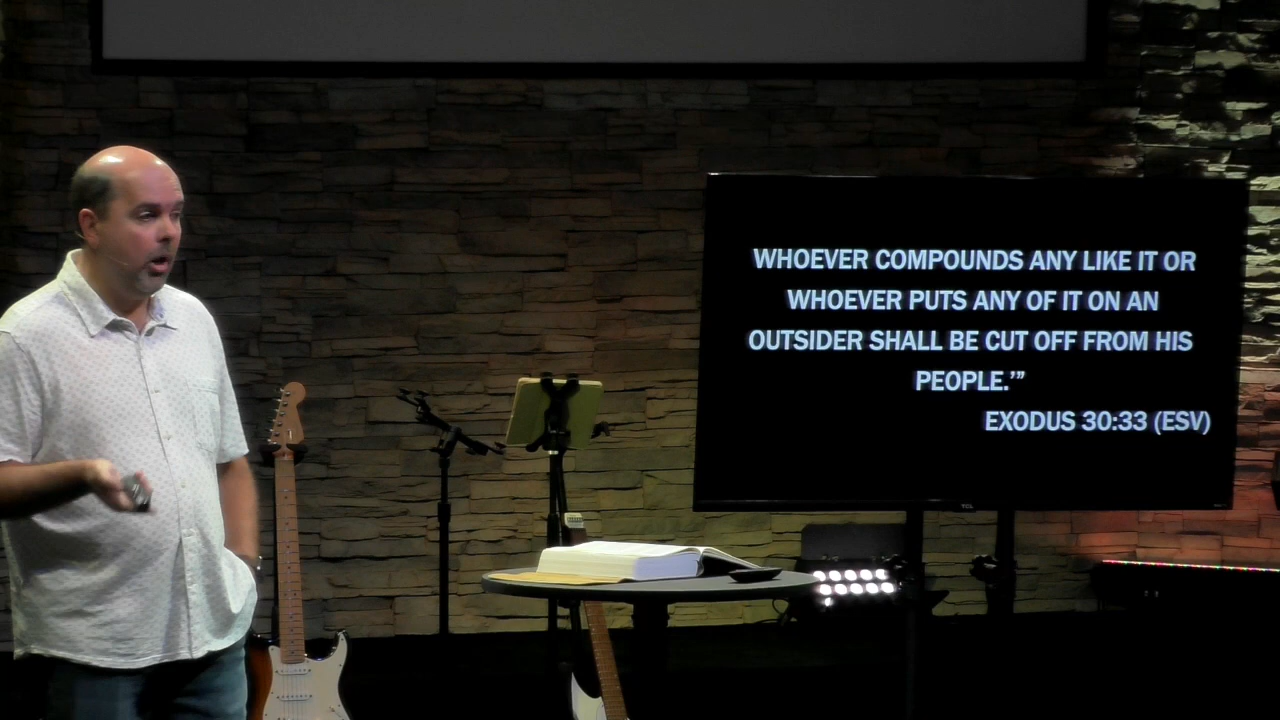 WHOEVER COMPOUNDS ANY LIKE IT OR
WHOEVER PUTS ANY OF IT ON AN
OUTSIDER SHALL BE CUT OFF FROM HIS
PEOPLE.’”
EXODUS 30:33 (ESV)
TCL